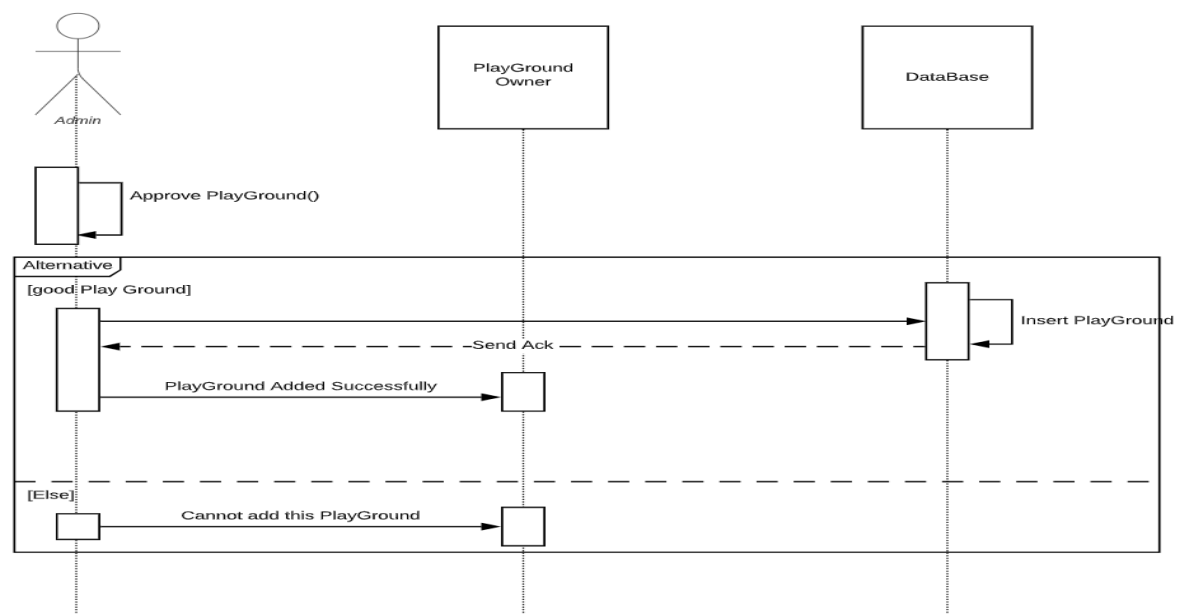 PlayGround
Owner
DataBase
Admin
Approve PlayGround()
Alternative
[good Play Ground]
Insert PlayGround
Send Ack
PlayGround Added Successfully
[Else]
Cannot add this PlayGround